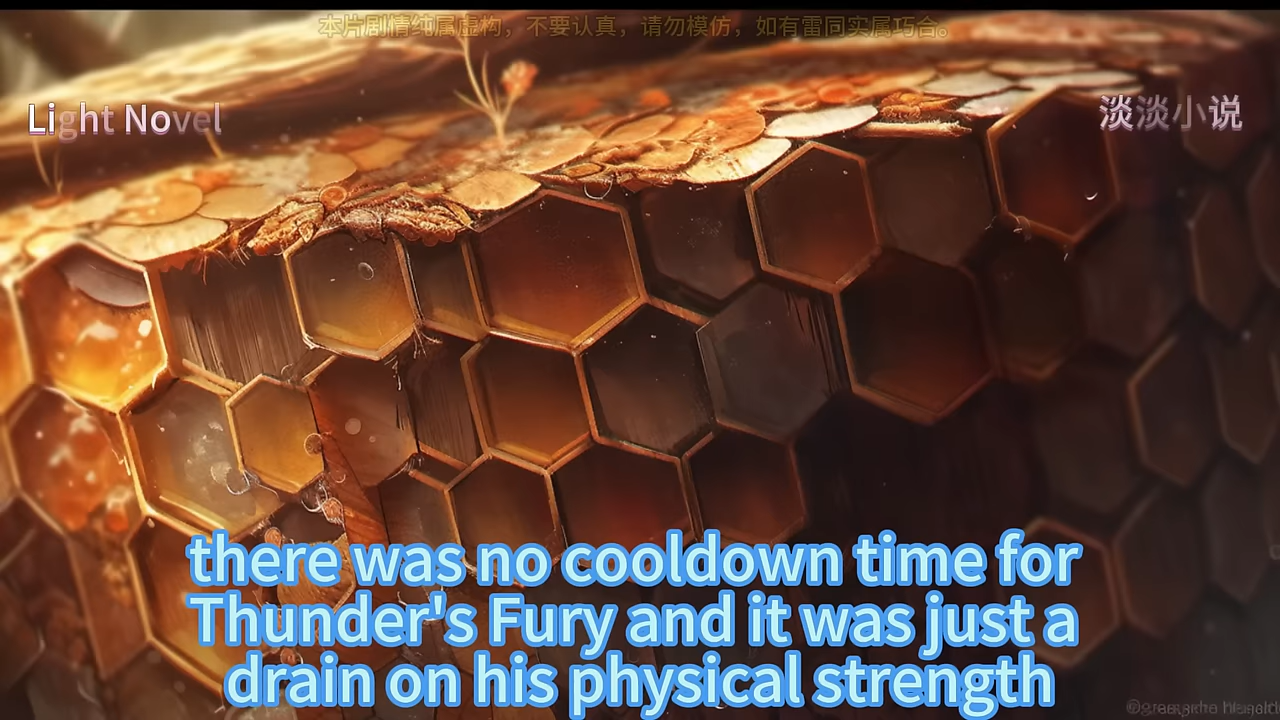 本片剧情纯属虚构，不要认真，请勿模仿，如有雷同实属巧合。
Light Novel
淡淡小说
there was no cooldown time for
Thunder's Fury and it was just a
drain on his physical strength